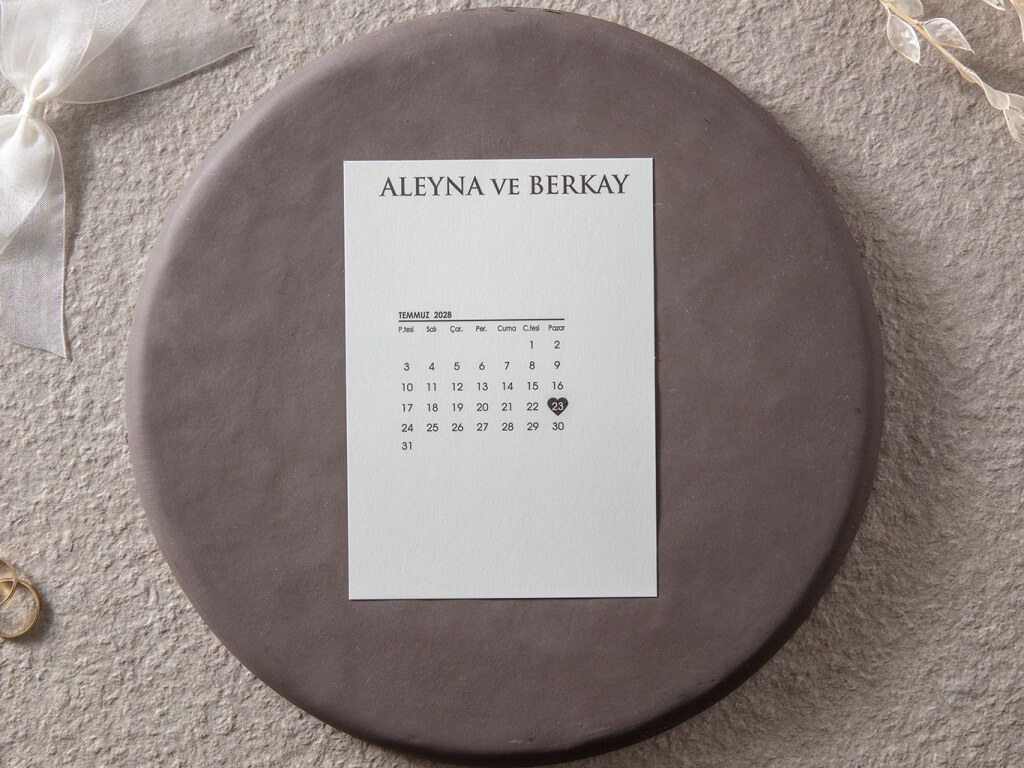 ALEYNA VE BERKAY
TEMMUZ 2028
P.tesi Salı Çar. Per. Cuma C.tesi Pazar
1 2
3 4 5 6 7 8 9
10 11 12 13 14 15 16
17 18 19 20 21 22 23
24 25 26 27 28 29 30
31